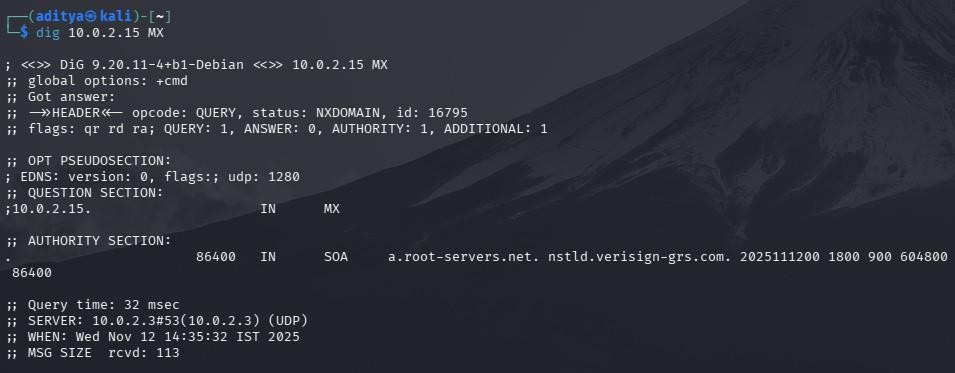 ┌──(aditya㉿kali)-[~]
└─$ dig 10.0.2.15 MX
; <<>> DiG 9.20.11-4+b1-Debian <<>> 10.0.2.15 MX
;; global options: +cmd
;; Got answer:
;; ->>HEADER<<- opcode: QUERY, status: NXDOMAIN, id: 16795
;; flags: qr rd ra; QUERY: 1, ANSWER: 0, AUTHORITY: 1, ADDITIONAL: 1
;; OPT PSEUDOSECTION:
; EDNS: version: 0, flags:; udp: 1280
;; QUESTION SECTION:
;10.0.2.15. IN MX
;; AUTHORITY SECTION:
. 86400 IN SOA a.root-servers.net. nstld.verisign-grs.com. 2025111200 1800 900 604800
86400
;; Query time: 32 msec
;; SERVER: 10.0.2.3#53(10.0.2.3) (UDP)
;; WHEN: Wed Nov 12 14:35:32 IST 2025
;; MSG SIZE rcvd: 113